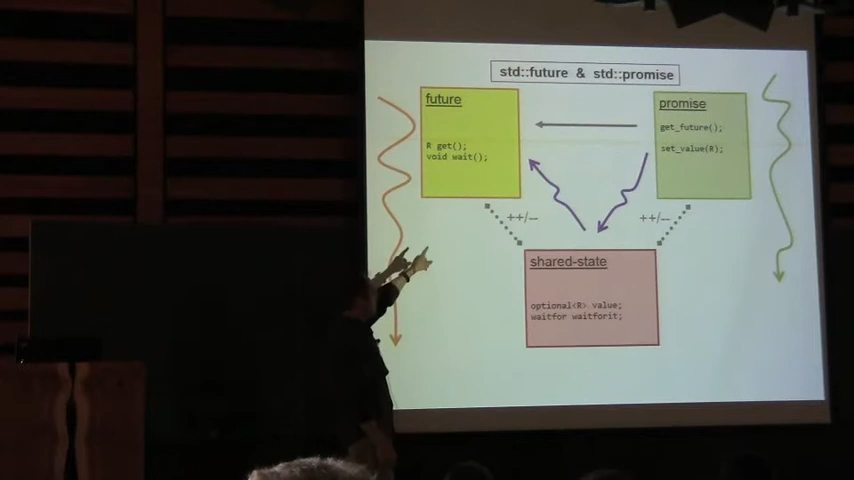 std::future & std::promise
future
R get();
void wait();
promise
get_future();
set_value(R);
++/--
++/--
shared-state
optional<R> value;
waitfor waitforit;